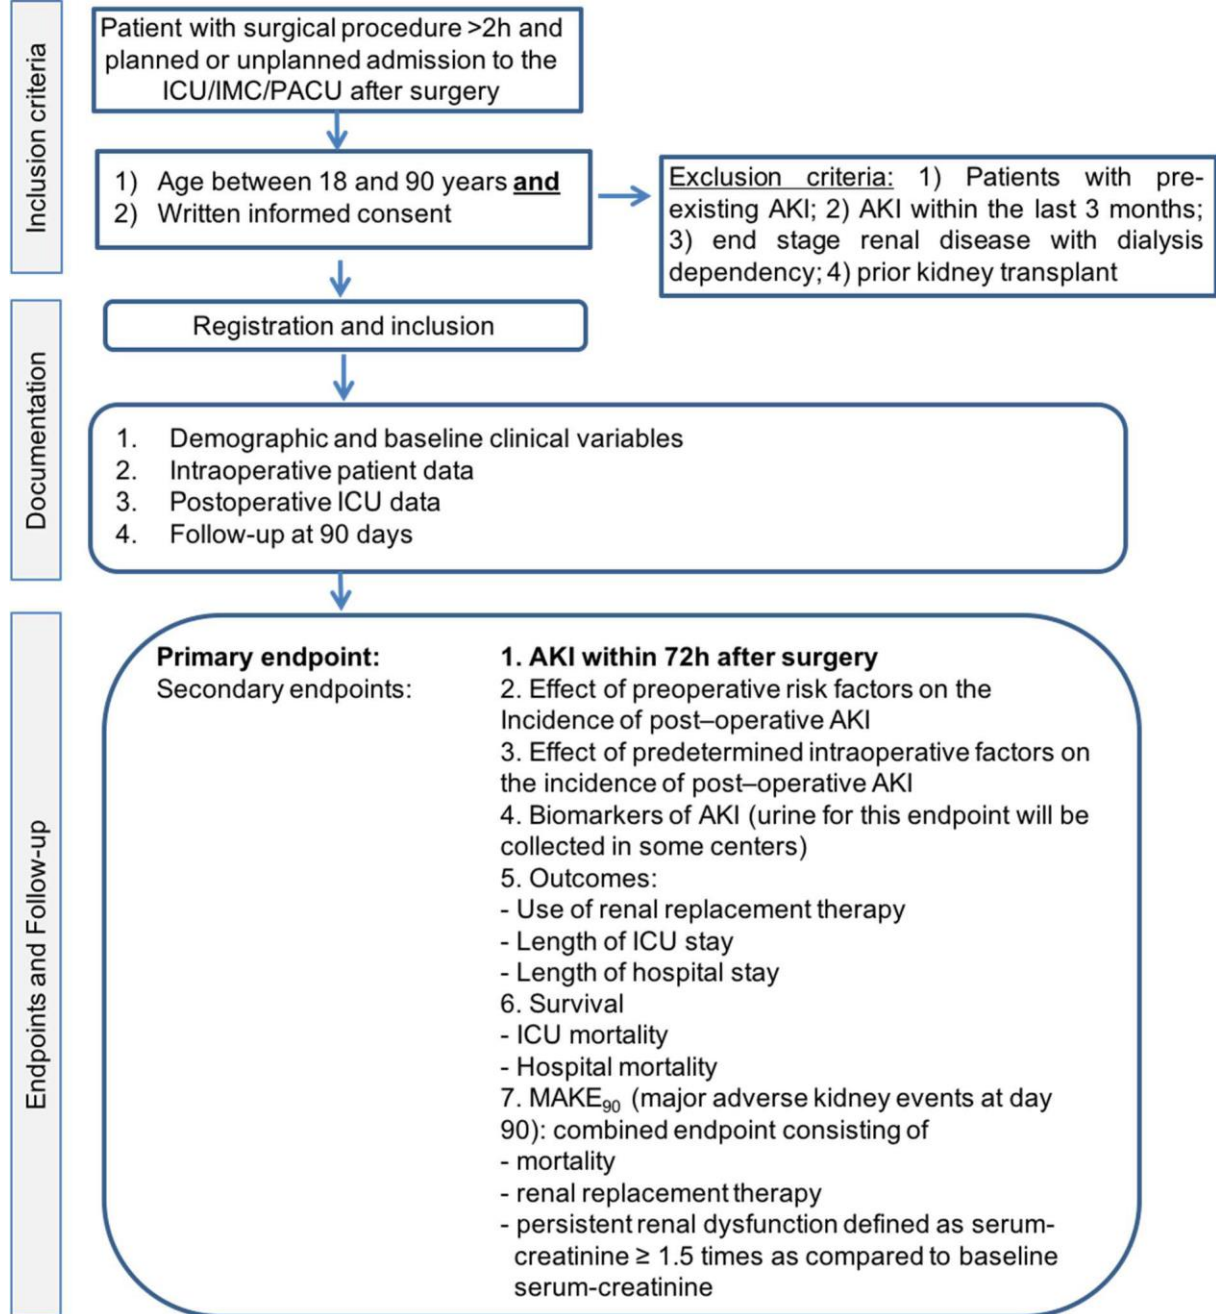 Inclusion criteria
Patient with surgical procedure >2h and
planned or unplanned admission to the
ICU/IMC/PACU after surgery
1) Age between 18 and 90 years and
2) Written informed consent
Exclusion criteria: 1) Patients with pre-
existing AKI; 2) AKI within the last 3 months;
3) end stage renal disease with dialysis
dependency; 4) prior kidney transplant
Documentation
Registration and inclusion
1. Demographic and baseline clinical variables
2. Intraoperative patient data
3. Postoperative ICU data
4. Follow-up at 90 days
Endpoints and Follow-up
Primary endpoint: 1. AKI within 72h after surgery
Secondary endpoints: 2. Effect of preoperative risk factors on the
Incidence of post–operative AKI
3. Effect of predetermined intraoperative factors on
the incidence of post–operative AKI
4. Biomarkers of AKI (urine for this endpoint will be
collected in some centers)
5. Outcomes:
- Use of renal replacement therapy
- Length of ICU stay
- Length of hospital stay
6. Survival
- ICU mortality
- Hospital mortality
7. MAKE₉₀ (major adverse kidney events at day
90): combined endpoint consisting of
- mortality
- renal replacement therapy
- persistent renal dysfunction defined as serum-
creatinine ≥ 1.5 times as compared to baseline
serum-creatinine